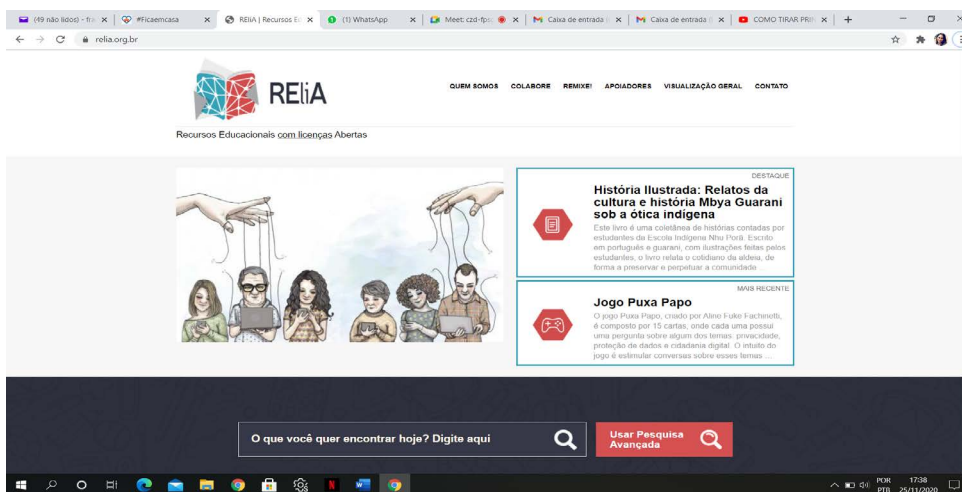 (49 não lidos) -
#Ficaemcasa
RELiA | Recursos E
(1) WhatsApp
Meet: czd-fpsc
Caixa de entrada
Caixa de entrada
COMO TIRAR PRI
relia.org.br
RELiA
QUEM SOMOS COLABORE REMIXE! APOIADORES VISUALIZAÇÃO GERAL CONTATO
Recursos Educacionais com licenças Abertas
DESTAQUE
História Ilustrada: Relatos da
cultura e história Mbya Guarani
sob a ótica indígena
Este livro é uma coletânea de histórias contadas por
estudantes da Escola Indígena Nhu Porã. Escrito
em português e guarani, com ilustrações feitas pelos
estudantes, o livro relata o cotidiano da aldeia, de
forma a preservar e perpetuar a comunidade ...
MAIS RECENTE
Jogo Puxa Papo
O jogo Puxa Papo, criado por Aline Fuke Fachinetti,
é composto por 15 cartas, onde cada uma possui
uma pergunta sobre algum dos temas: privacidade,
proteção de dados e cidadania digital. O intuito do
jogo é estimular conversas sobre esses temas ...
O que você quer encontrar hoje? Digite aqui
Usar Pesquisa
Avançada
POR 17:38
PTB 25/11/2020